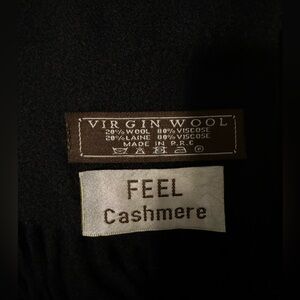 VIRGIN WOOL
20%WOOL 80%VISCOSE
20%LAINE 80%VISCOSE
MADE IN P.R.C
FEEL
Cashmere